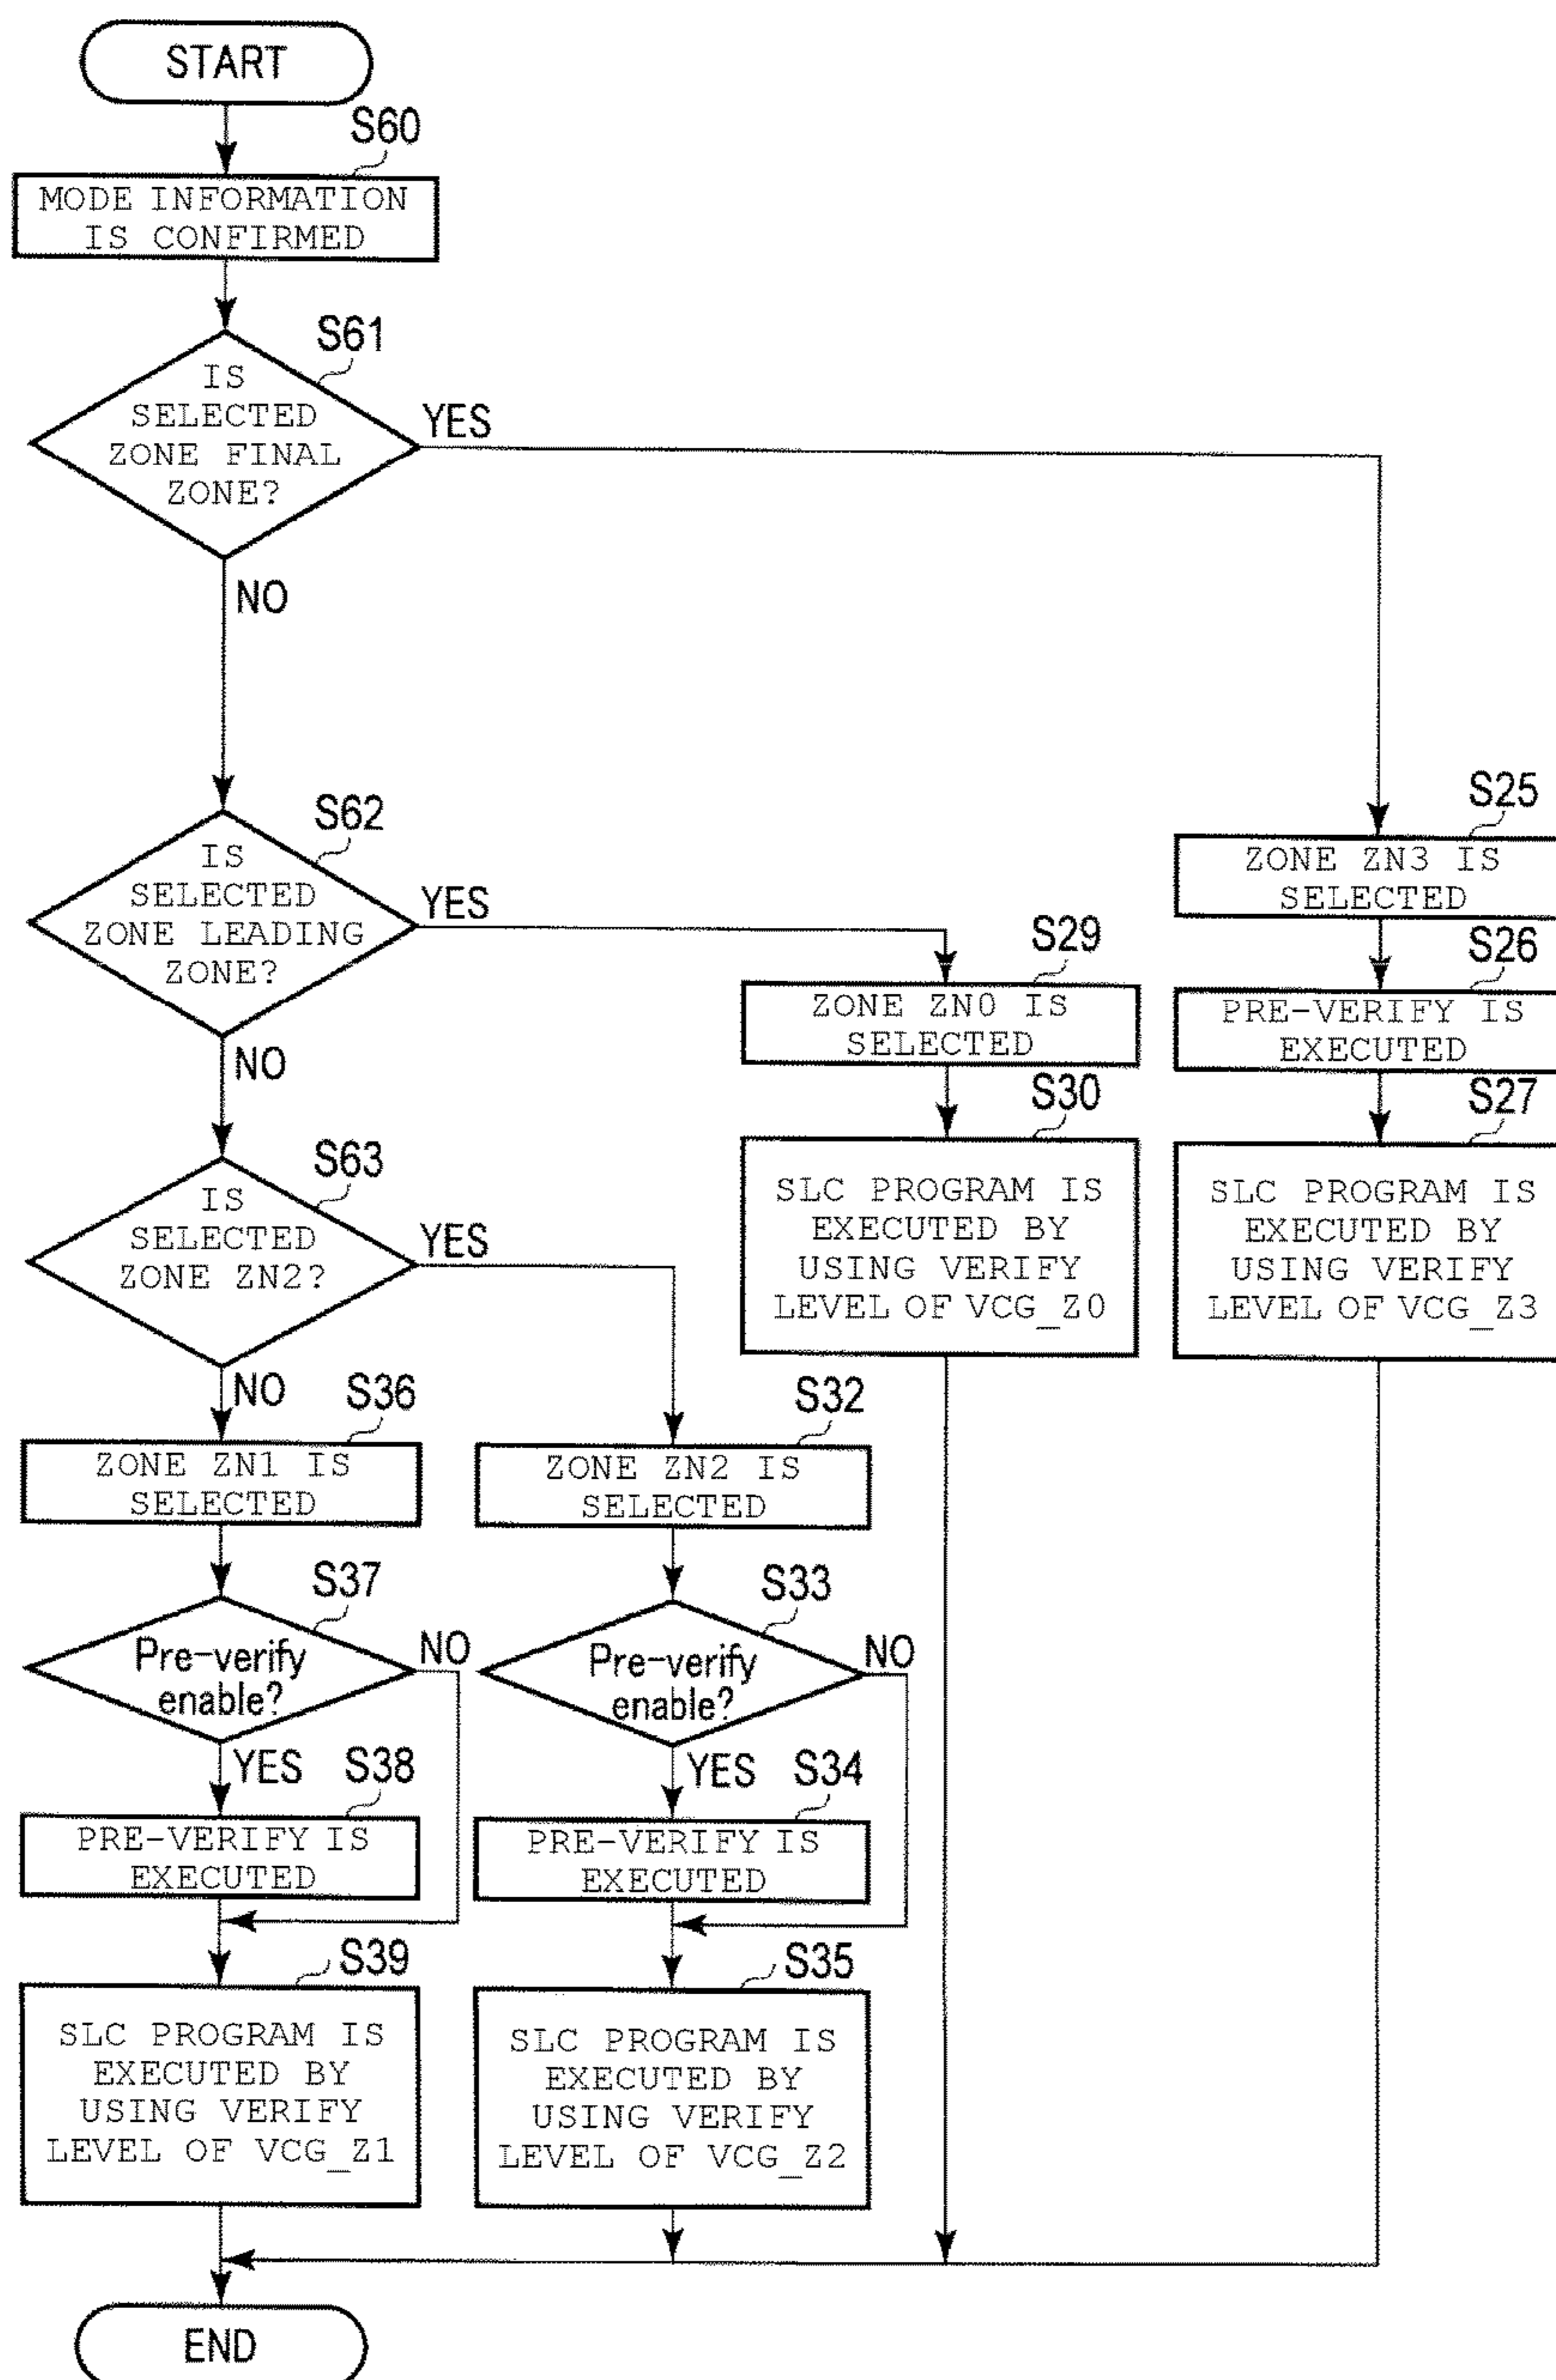 START
S60
MODE INFORMATION
IS CONFIRMED
S61
IS
SELECTED
ZONE FINAL
ZONE?
YES
NO
S62
IS
SELECTED
ZONE LEADING
ZONE?
YES
NO
S25
ZONE ZN3 IS
SELECTED
S26
PRE-VERIFY IS
EXECUTED
S27
SLC PROGRAM IS
EXECUTED BY
USING VERIFY
LEVEL OF VCG_Z3
S29
ZONE ZN0 IS
SELECTED
S30
SLC PROGRAM IS
EXECUTED BY
USING VERIFY
LEVEL OF VCG_Z0
S63
IS
SELECTED
ZONE ZN2?
YES
NO
S36
ZONE ZN1 IS
SELECTED
S37
Pre-verify
enable?
NO
YES
S38
PRE-VERIFY IS
EXECUTED
S39
SLC PROGRAM IS
EXECUTED BY
USING VERIFY
LEVEL OF VCG_Z1
S32
ZONE ZN2 IS
SELECTED
S33
Pre-verify
enable?
NO
YES
S34
PRE-VERIFY IS
EXECUTED
S35
SLC PROGRAM IS
EXECUTED BY
USING VERIFY
LEVEL OF VCG_Z2
END